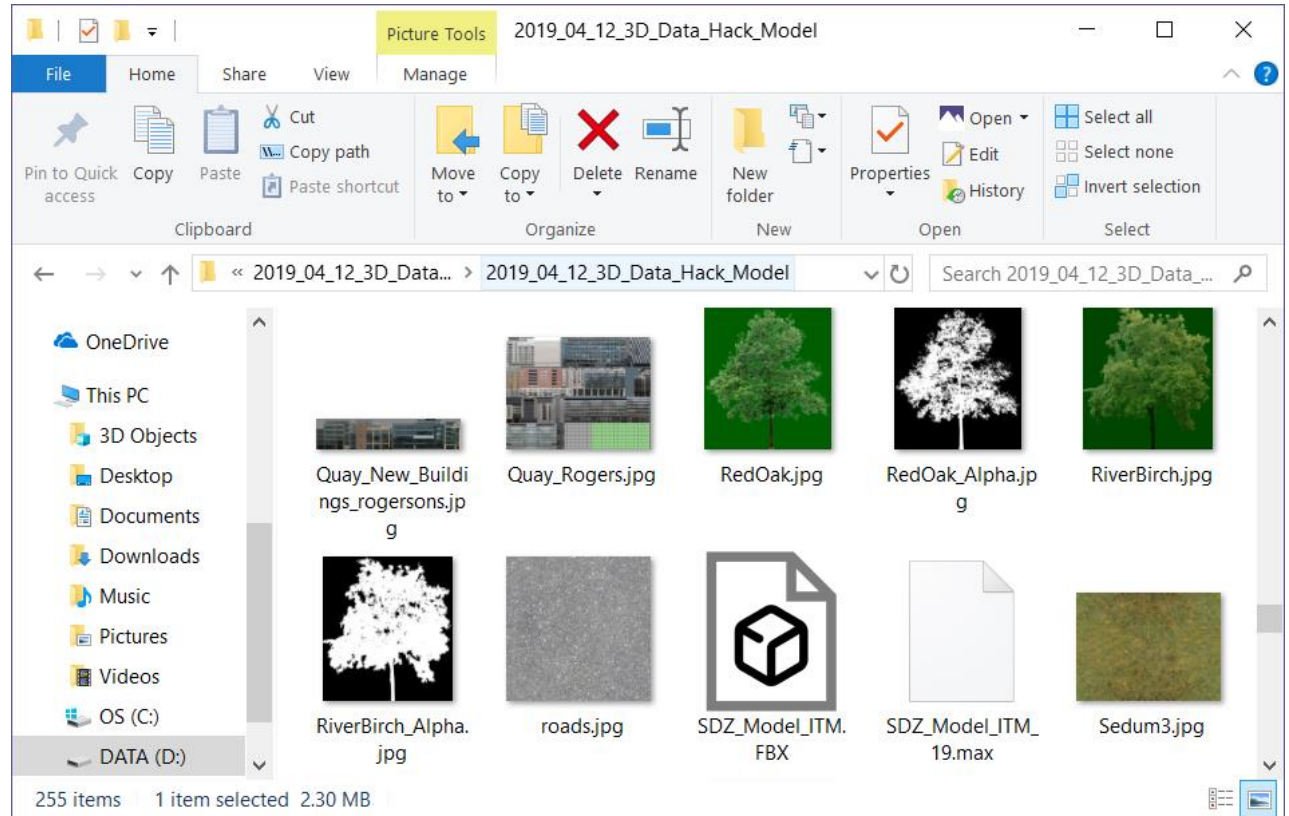 Picture Tools
2019_04_12_3D_Data_Hack_Model
File
Home
Share
View
Manage
Pin to Quick
access
Copy
Paste
Cut
Copy path
Paste shortcut
Clipboard
Move
to
Copy
to
Delete
Rename
Organize
New
folder
New
Properties
Open
Edit
History
Open
Select all
Select none
Invert selection
Select
« 2019_04_12_3D_Data... > 2019_04_12_3D_Data_Hack_Model
Search 2019_04_12_3D_Data_...
OneDrive
This PC
3D Objects
Desktop
Documents
Downloads
Music
Pictures
Videos
OS (C:)
DATA (D:)
Quay_New_Buildi
ngs_rogersons.jp
g
Quay_Rogers.jpg
RedOak.jpg
RedOak_Alpha.jp
g
RiverBirch.jpg
RiverBirch_Alpha.
jpg
roads.jpg
SDZ_Model_ITM.
FBX
SDZ_Model_ITM_
19.max
Sedum3.jpg
255 items
1 item selected 2.30 MB